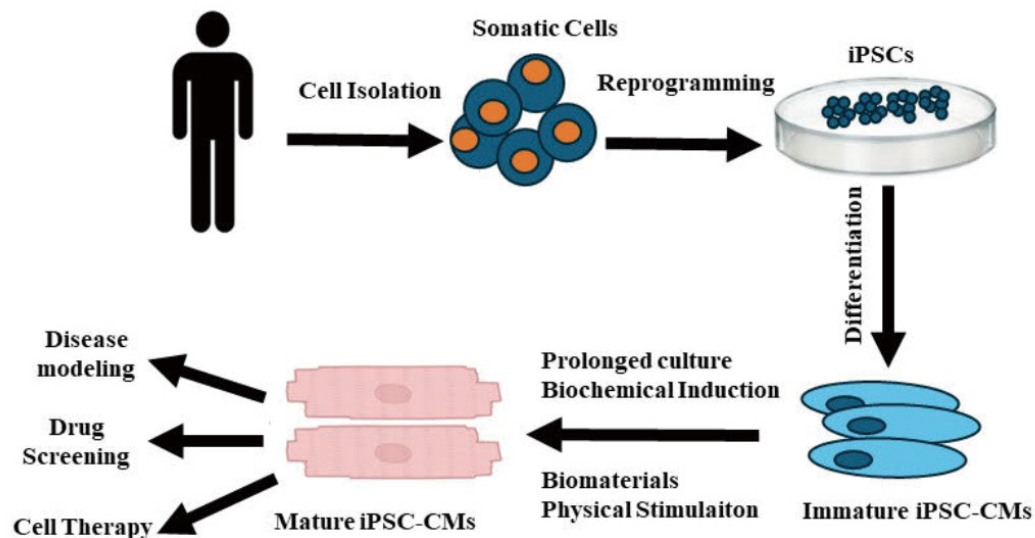 Somatic Cells
iPSCs
Cell Isolation
Reprogramming
Differentiation
Disease
modeling
Prolonged culture
Biochemical Induction
Drug
Screening
Biomaterials
Physical Stimulaiton
Cell Therapy
Mature iPSC-CMs
Immature iPSC-CMs